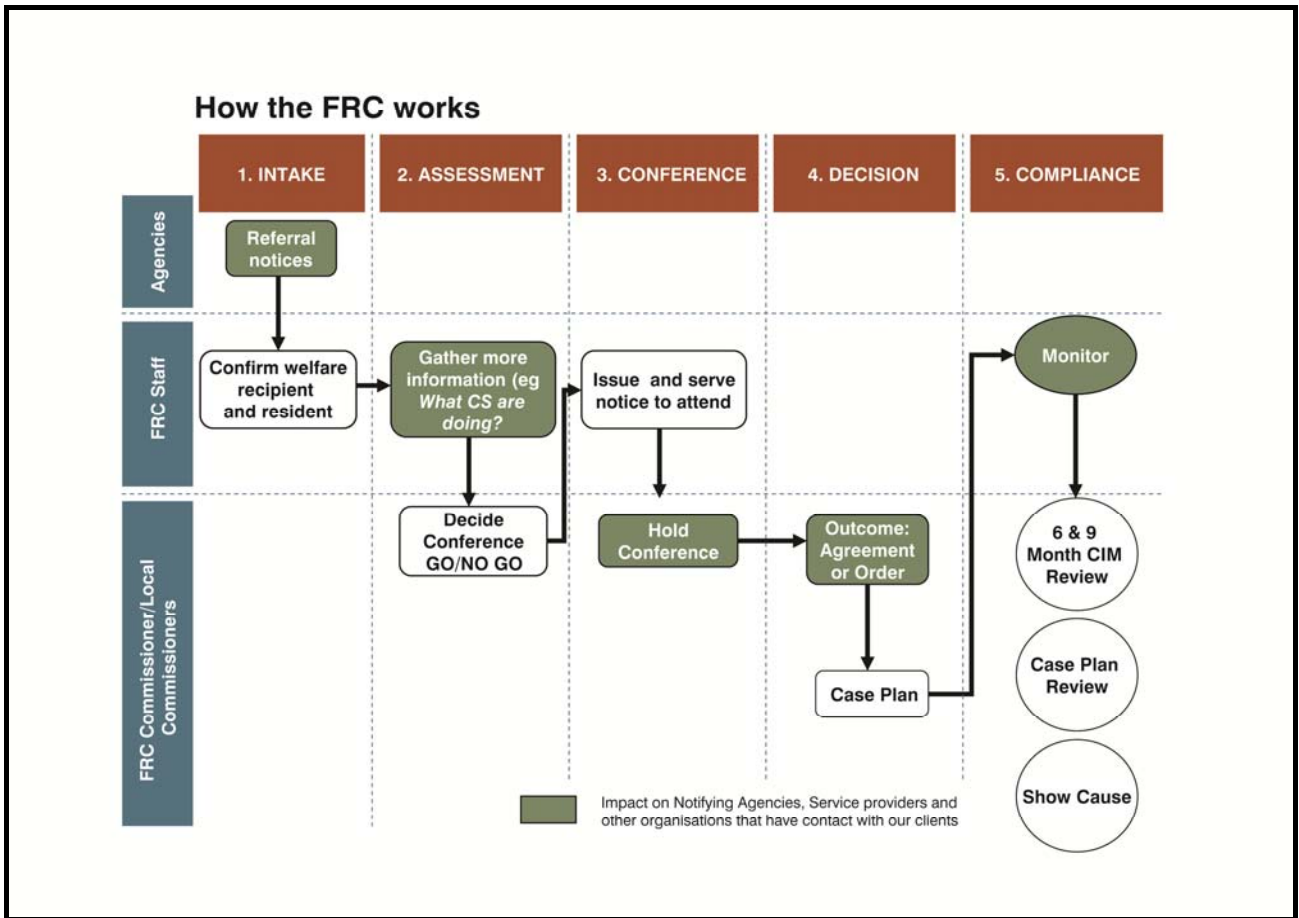 How the FRC works
1. INTAKE
2. ASSESSMENT
3. CONFERENCE
4. DECISION
5. COMPLIANCE
Agencies
Referral
notices
FRC Staff
Confirm welfare
recipient
and resident
Gather more
information (eg
What CS are
doing?
Issue and serve
notice to attend
Monitor
FRC Commissioner/Local
Commissioners
Decide
Conference
GO/NO GO
Hold
Conference
Outcome:
Agreement
or Order
Case Plan
6 & 9
Month CIM
Review
Case Plan
Review
Show Cause
Impact on Notifying Agencies, Service providers and
other organisations that have contact with our clients